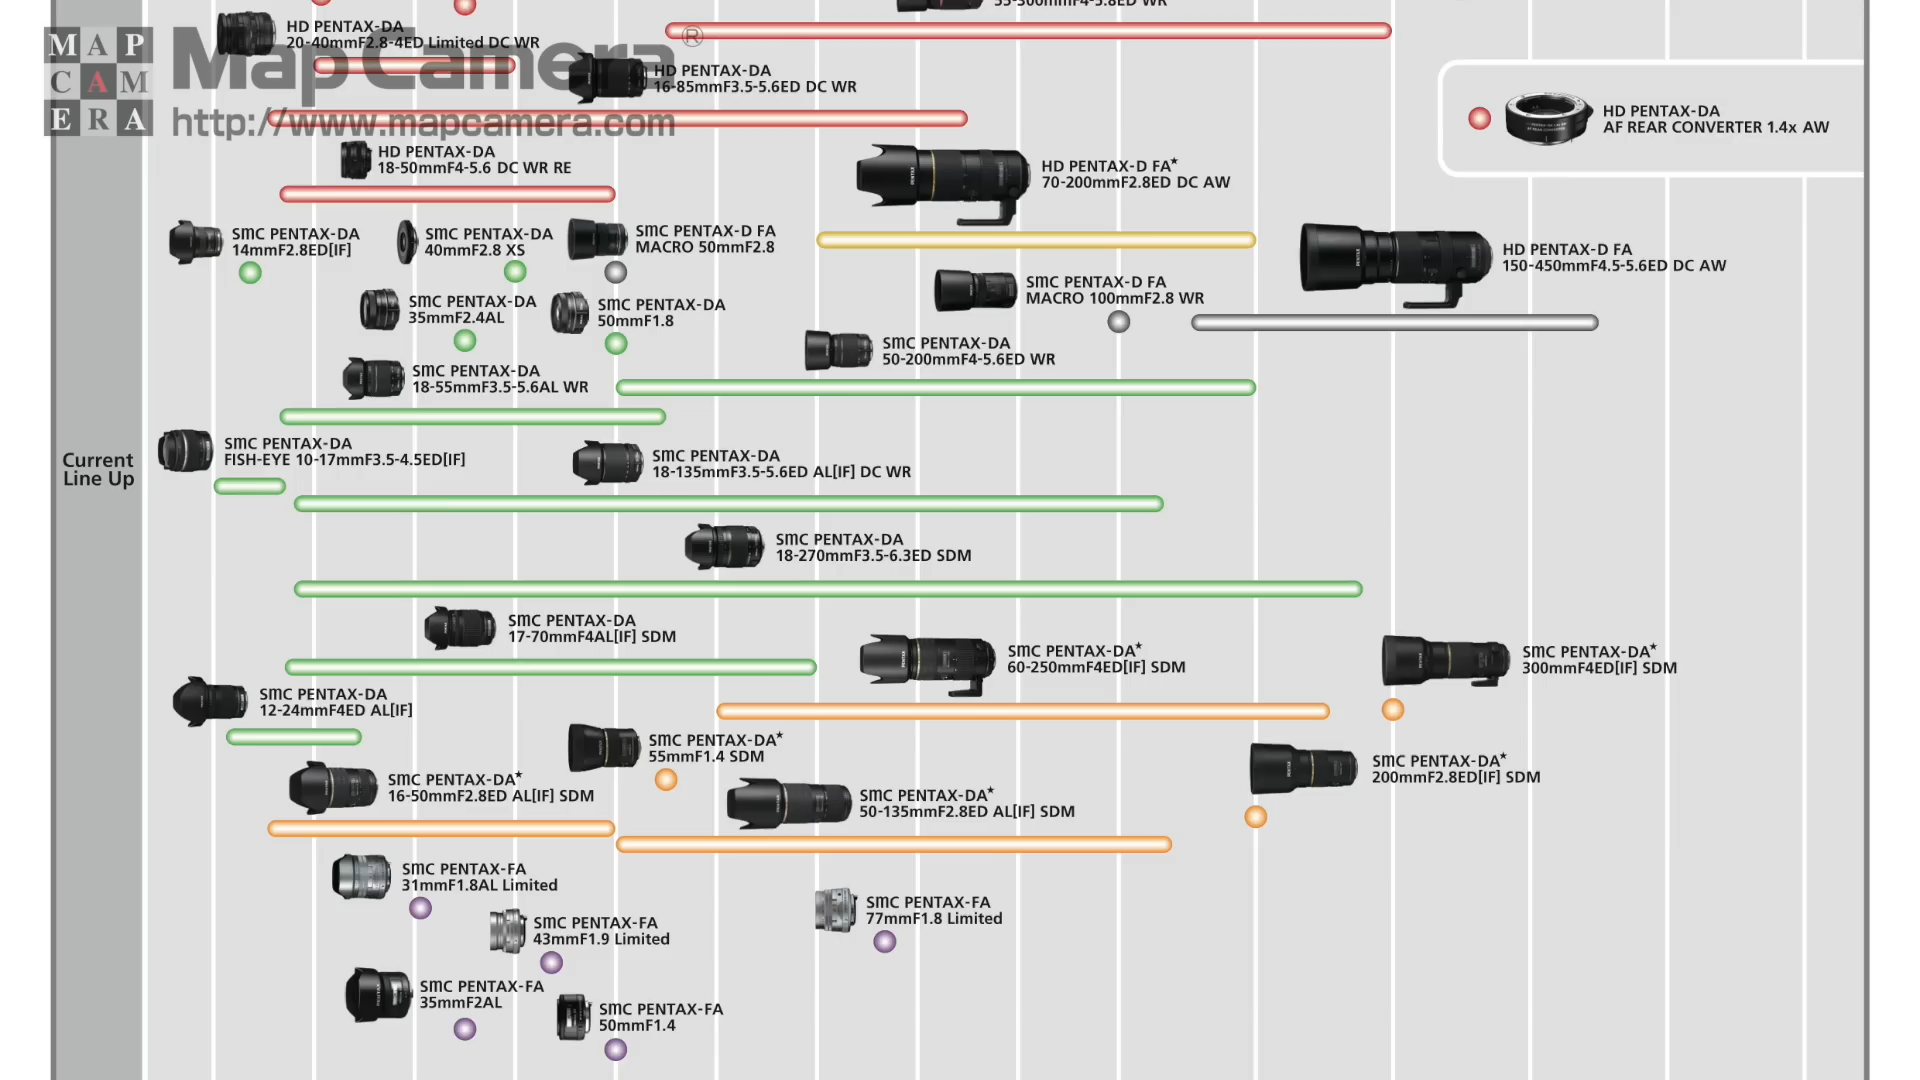 55-300mmF4-5.8ED WR
HD PENTAX-DA
20-40mmF2.8-4ED Limited DC WR
MAP
CAM
ERA
Map Camera®
http://www.mapcamera.com
HD PENTAX-DA
16-85mmF3.5-5.6ED DC WR
HD PENTAX-DA
AF REAR CONVERTER 1.4x AW
HD PENTAX-DA
18-50mmF4-5.6 DC WR RE
HD PENTAX-D FA★
70-200mmF2.8ED DC AW
SMC PENTAX-DA
14mmF2.8ED[IF]
SMC PENTAX-DA
40mmF2.8 XS
SMC PENTAX-D FA
MACRO 50mmF2.8
HD PENTAX-D FA
150-450mmF4.5-5.6ED DC AW
SMC PENTAX-D FA
MACRO 100mmF2.8 WR
SMC PENTAX-DA
35mmF2.4AL
SMC PENTAX-DA
50mmF1.8
SMC PENTAX-DA
50-200mmF4-5.6ED WR
SMC PENTAX-DA
18-55mmF3.5-5.6AL WR
Current
Line Up
SMC PENTAX-DA
FISH-EYE 10-17mmF3.5-4.5ED[IF]
SMC PENTAX-DA
18-135mmF3.5-5.6ED AL[IF] DC WR
SMC PENTAX-DA
18-270mmF3.5-6.3ED SDM
SMC PENTAX-DA
17-70mmF4AL[IF] SDM
SMC PENTAX-DA★
60-250mmF4ED[IF] SDM
SMC PENTAX-DA★
300mmF4ED[IF] SDM
SMC PENTAX-DA
12-24mmF4ED AL[IF]
SMC PENTAX-DA★
55mmF1.4 SDM
SMC PENTAX-DA★
200mmF2.8ED[IF] SDM
SMC PENTAX-DA★
16-50mmF2.8ED AL[IF] SDM
SMC PENTAX-DA★
50-135mmF2.8ED AL[IF] SDM
SMC PENTAX-FA
31mmF1.8AL Limited
SMC PENTAX-FA
77mmF1.8 Limited
SMC PENTAX-FA
43mmF1.9 Limited
SMC PENTAX-FA
35mmF2AL
SMC PENTAX-FA
50mmF1.4